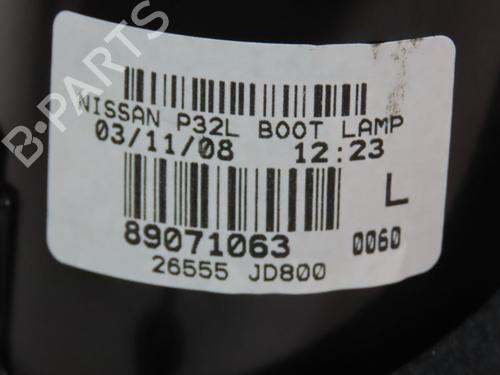 B-PARTS
NISSAN P32L BOOT LAMP
03/11/08 12:23
L
89071063 0060
26555 JD800